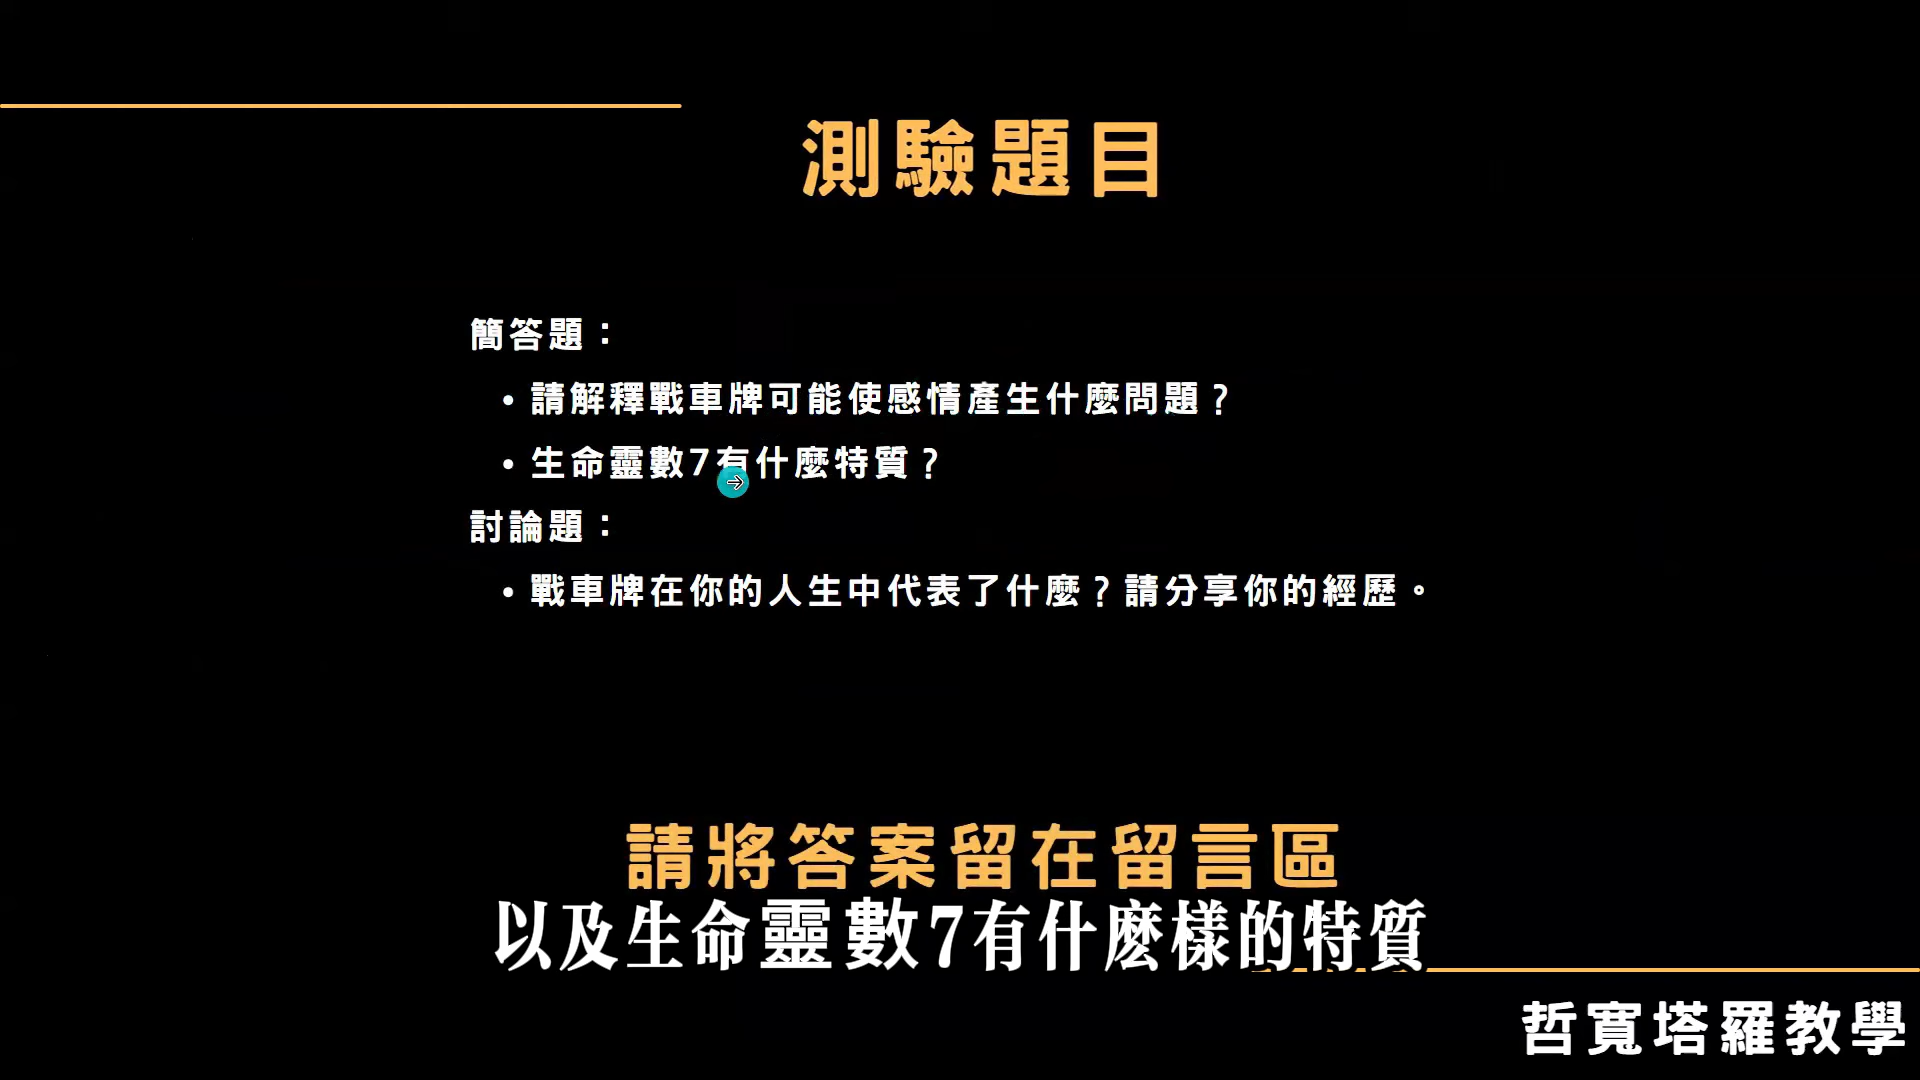 測驗題目
簡答題：
•請解釋戰車牌可能使感情產生什麼問題？
•生命靈數7有什麼特質？
討論題：
•戰車牌在你的人生中代表了什麼？請分享你的經歷。
請將答案留在留言區
以及生命靈數7有什麼樣的特質
哲寬塔羅教學